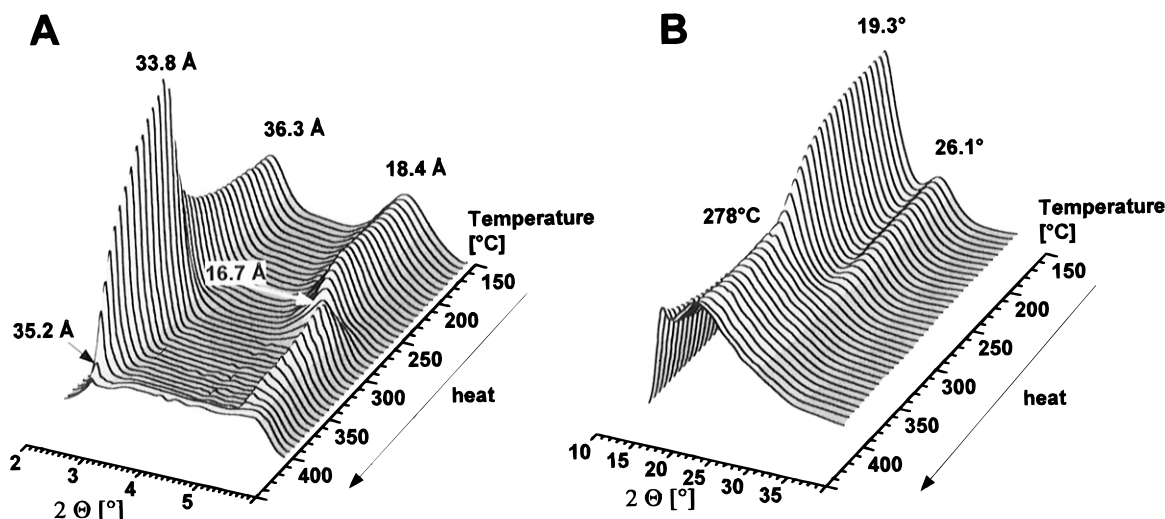 A
33.8 Å
36.3 Å
18.4 Å
Temperature
[°C]
16.7 Å
150
200
35.2 Å
250
300
heat
350
400
2
3
4
5
2 Θ [°]
B
19.3°
26.1°
278°C
Temperature
[°C]
150
200
250
300
heat
350
400
10
15
20
25
30
35
2 Θ [°]